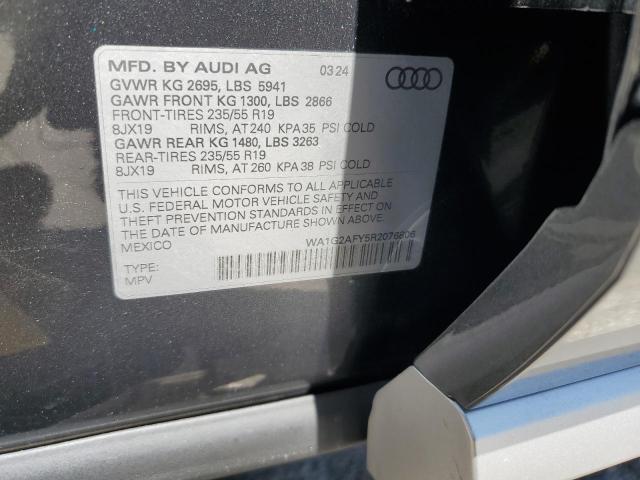 MFD. BY AUDI AG 03 24
GVWR KG 2695, LBS 5941
GAWR FRONT KG 1300, LBS 2866
FRONT-TIRES 235/55 R19
8JX19 RIMS, AT 240 KPA 35 PSI COLD
GAWR REAR KG 1480, LBS 3263
REAR-TIRES 235/55 R19
8JX19 RIMS, AT 260 KPA 38 PSI COLD
THIS VEHICLE CONFORMS TO ALL APPLICABLE
U.S. FEDERAL MOTOR VEHICLE SAFETY AND
THEFT PREVENTION STANDARDS IN EFFECT ON
THE DATE OF MANUFACTURE SHOWN ABOVE.
MEXICO WA1G2AFY5R2076806
TYPE:
MPV